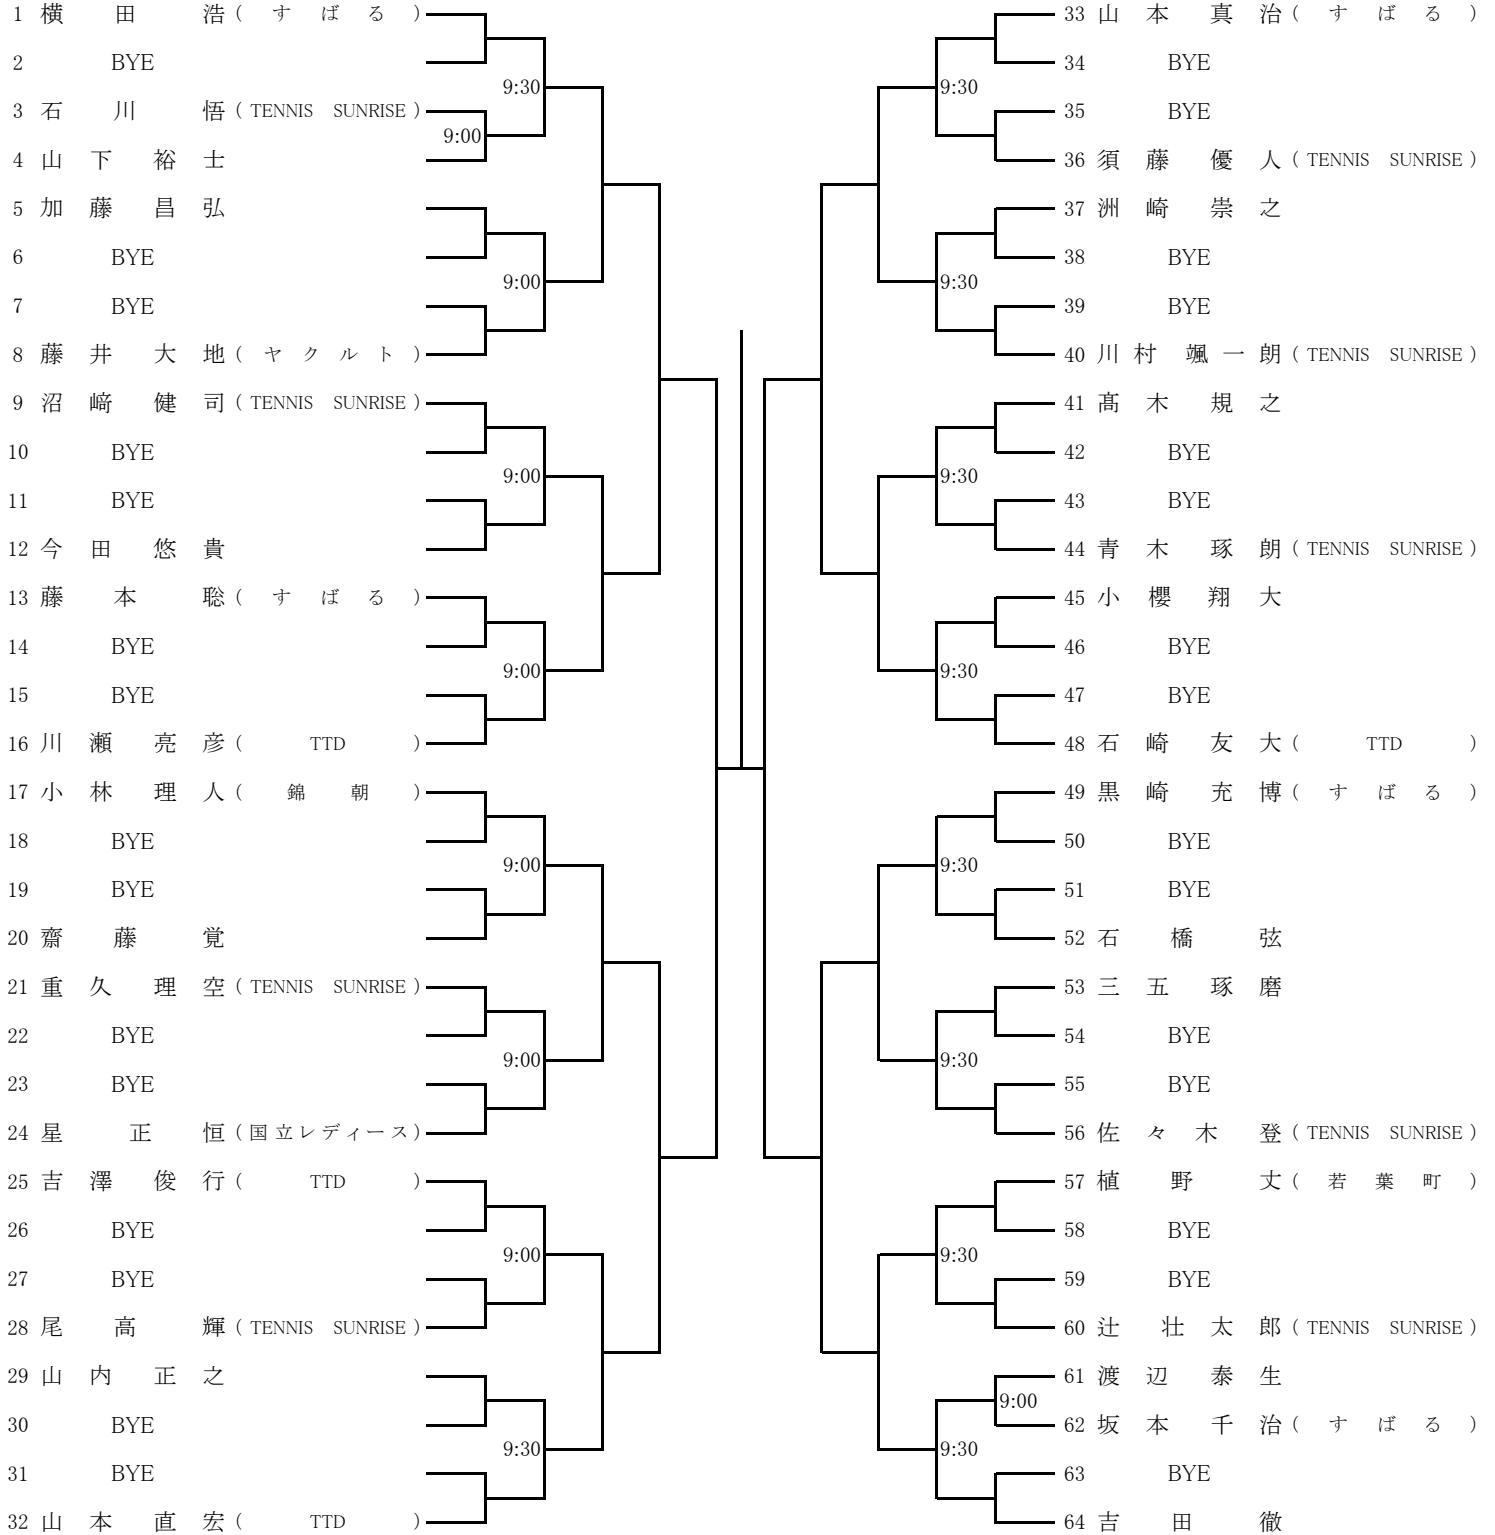 1 横田 浩(すばる)
2 BYE
9:30
3 石川 悟(TENNIS SUNRISE)
9:00
4 山下 裕士
5 加藤 昌弘
6 BYE
9:00
7 BYE
8 藤井 大地(ヤクルト)
9 沼﨑 健司(TENNIS SUNRISE)
10 BYE
9:00
11 BYE
12 今田 悠貴
13 藤本 聡(すばる)
14 BYE
9:00
15 BYE
16 川瀬 亮彦(TTD)
17 小林 理人(錦朝)
18 BYE
9:00
19 BYE
20 齋藤 覚
21 重久 理空(TENNIS SUNRISE)
22 BYE
9:00
23 BYE
24 星 正恒(国立レディース)
25 吉澤 俊行(TTD)
26 BYE
9:00
27 BYE
28 尾高 輝(TENNIS SUNRISE)
29 山内 正之
30 BYE
9:30
31 BYE
32 山本 直宏(TTD)
33 山本 真治(すばる)
34 BYE
9:30
35 BYE
36 須藤 優人(TENNIS SUNRISE)
37 洲崎 崇之
38 BYE
9:30
39 BYE
40 川村 颯一朗(TENNIS SUNRISE)
41 髙木 規之
42 BYE
9:30
43 BYE
44 青木 琢朗(TENNIS SUNRISE)
45 小櫻 翔大
46 BYE
9:30
47 BYE
48 石崎 友大(TTD)
49 黒崎 充博(すばる)
50 BYE
9:30
51 BYE
52 石橋 弦
53 三五 琢磨
54 BYE
9:30
55 BYE
56 佐々木 登(TENNIS SUNRISE)
57 植野 丈(若葉町)
58 BYE
9:30
59 BYE
60 辻 壮太郎(TENNIS SUNRISE)
61 渡辺 泰生
9:00
62 坂本 千治(すばる)
9:30
63 BYE
64 吉田 徹